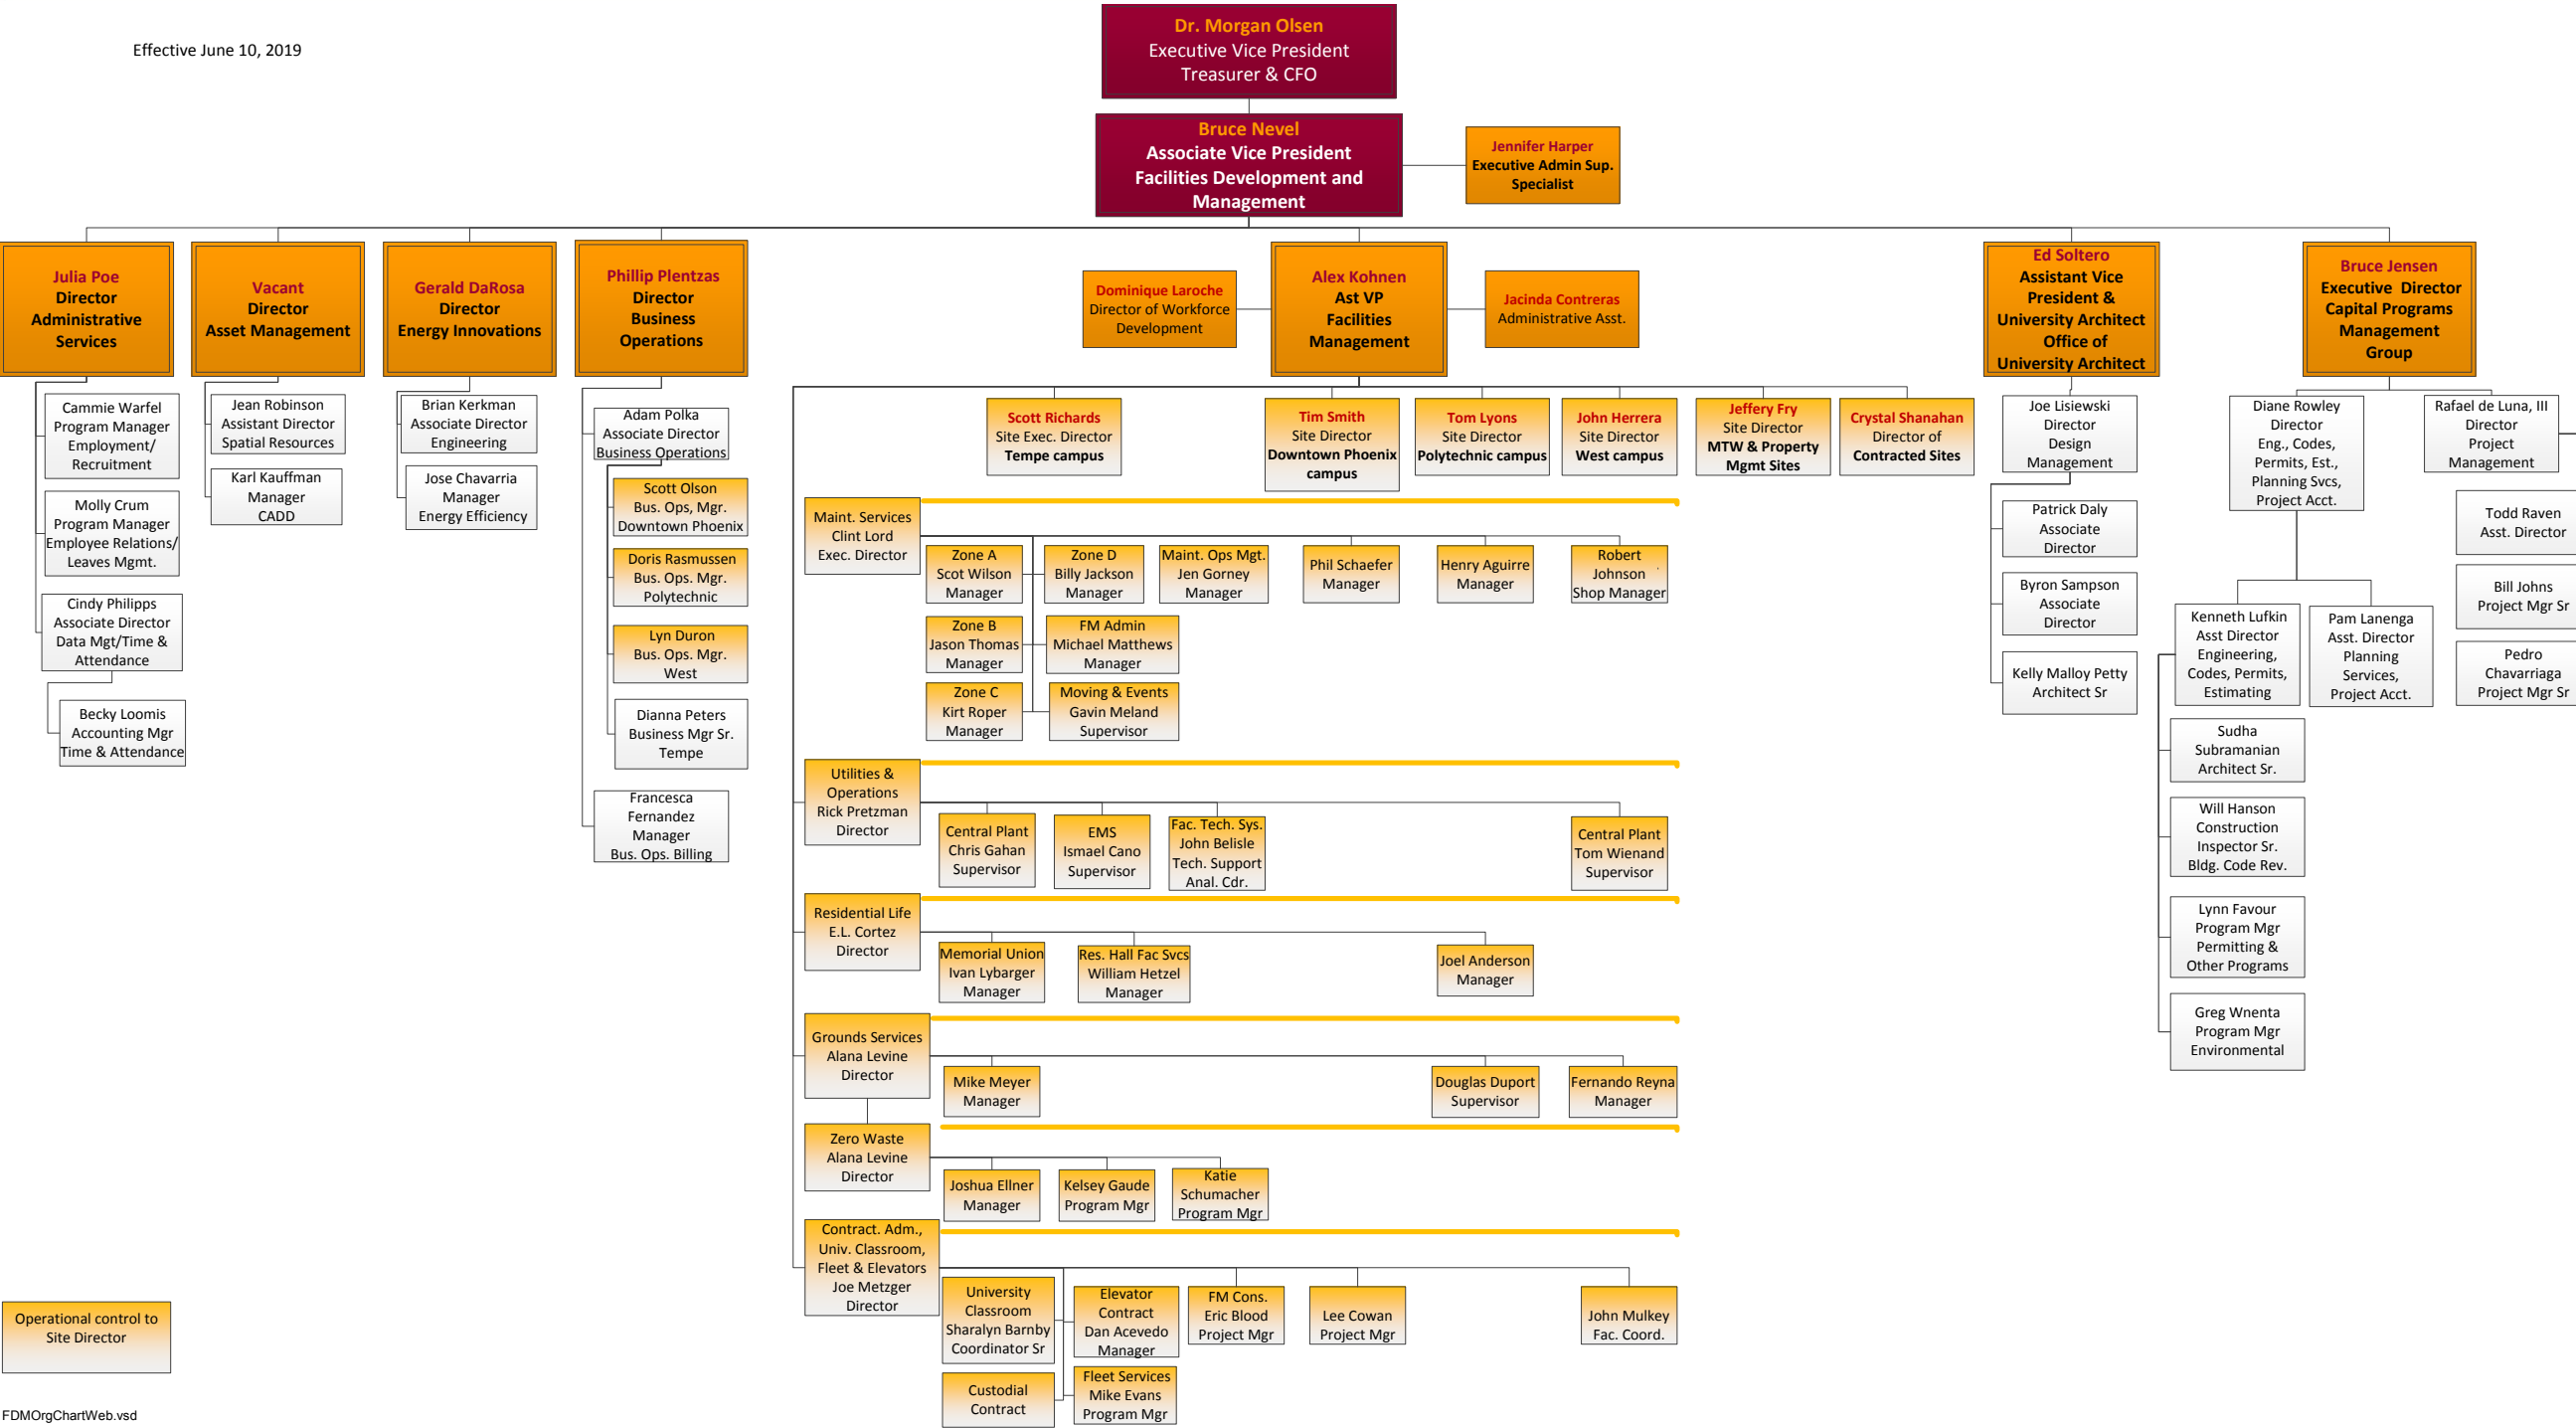 Effective June 10, 2019
Dr. Morgan Olsen
Executive Vice President
Treasurer & CFO
Bruce Nevel
Associate Vice President
Facilities Development and
Management
Jennifer Harper
Executive Admin Sup.
Specialist
Julia Poe
Director
Administrative
Services
Vacant
Director
Asset Management
Gerald DaRosa
Director
Energy Innovations
Phillip Plentzas
Director
Business
Operations
Dominique Laroche
Director of Workforce
Development
Alex Kohnen
Ast VP
Facilities
Management
Jacinda Contreras
Administrative Asst.
Ed Soltero
Assistant Vice
President &
University Architect
Office of
University Architect
Bruce Jensen
Executive  Director
Capital Programs
Management
Group
Cammie Warfel
Program Manager
Employment/
Recruitment
Molly Crum
Program Manager
Employee Relations/
Leaves Mgmt.
Cindy Philipps
Associate Director
Data Mgt/Time &
Attendance
Becky Loomis
Accounting Mgr
Time & Attendance
Jean Robinson
Assistant Director
Spatial Resources
Karl Kauffman
Manager
CADD
Brian Kerkman
Associate Director
Engineering
Jose Chavarria
Manager
Energy Efficiency
Adam Polka
Associate Director
Business Operations
Scott Olson
Bus. Ops, Mgr.
Downtown Phoenix
Doris Rasmussen
Bus. Ops. Mgr.
Polytechnic
Lyn Duron
Bus. Ops. Mgr.
West
Dianna Peters
Business Mgr Sr.
Tempe
Francesca
Fernandez
Manager
Bus. Ops. Billing
Scott Richards
Site Exec. Director
Tempe campus
Tim Smith
Site Director
Downtown Phoenix
campus
Tom Lyons
Site Director
Polytechnic campus
John Herrera
Site Director
West campus
Jeffery Fry
Site Director
MTW & Property
Mgmt Sites
Crystal Shanahan
Director of
Contracted Sites
Maint. Services
Clint Lord
Exec. Director
Zone A
Scot Wilson
Manager
Zone D
Billy Jackson
Manager
Maint. Ops Mgt.
Jen Gorney
Manager
Phil Schaefer
Manager
Henry Aguirre
Manager
Robert
Johnson
Shop Manager
Zone B
Jason Thomas
Manager
FM Admin
Michael Matthews
Manager
Zone C
Kirt Roper
Manager
Moving & Events
Gavin Meland
Supervisor
Utilities &
Operations
Rick Pretzman
Director
Central Plant
Chris Gahan
Supervisor
EMS
Ismael Cano
Supervisor
Fac. Tech. Sys.
John Belisle
Tech. Support
Anal. Cdr.
Central Plant
Tom Wienand
Supervisor
Residential Life
E.L. Cortez
Director
Memorial Union
Ivan Lybarger
Manager
Res. Hall Fac Svcs
William Hetzel
Manager
Joel Anderson
Manager
Grounds Services
Alana Levine
Director
Mike Meyer
Manager
Douglas Duport
Supervisor
Fernando Reyna
Manager
Zero Waste
Alana Levine
Director
Joshua Ellner
Manager
Kelsey Gaude
Program Mgr
Katie
Schumacher
Program Mgr
Contract. Adm.,
Univ. Classroom,
Fleet & Elevators
Joe Metzger
Director
University
Classroom
Sharalyn Barnby
Coordinator Sr
Elevator
Contract
Dan Acevedo
Manager
FM Cons.
Eric Blood
Project Mgr
Lee Cowan
Project Mgr
John Mulkey
Fac. Coord.
Custodial
Contract
Fleet Services
Mike Evans
Program Mgr
Joe Lisiewski
Director
Design
Management
Patrick Daly
Associate
Director
Byron Sampson
Associate
Director
Kelly Malloy Petty
Architect Sr
Diane Rowley
Director
Eng., Codes,
Permits, Est.,
Planning Svcs,
Project Acct.
Rafael de Luna, III
Director
Project
Management
Todd Raven
Asst. Director
Bill Johns
Project Mgr Sr
Pedro
Chavarriaga
Project Mgr Sr
Kenneth Lufkin
Asst Director
Engineering,
Codes, Permits,
Estimating
Pam Lanenga
Asst. Director
Planning
Services,
Project Acct.
Sudha
Subramanian
Architect Sr.
Will Hanson
Construction
Inspector Sr.
Bldg. Code Rev.
Lynn Favour
Program Mgr
Permitting &
Other Programs
Greg Wnenta
Program Mgr
Environmental
Operational control to
Site Director
FDMOrgChartWeb.vsd